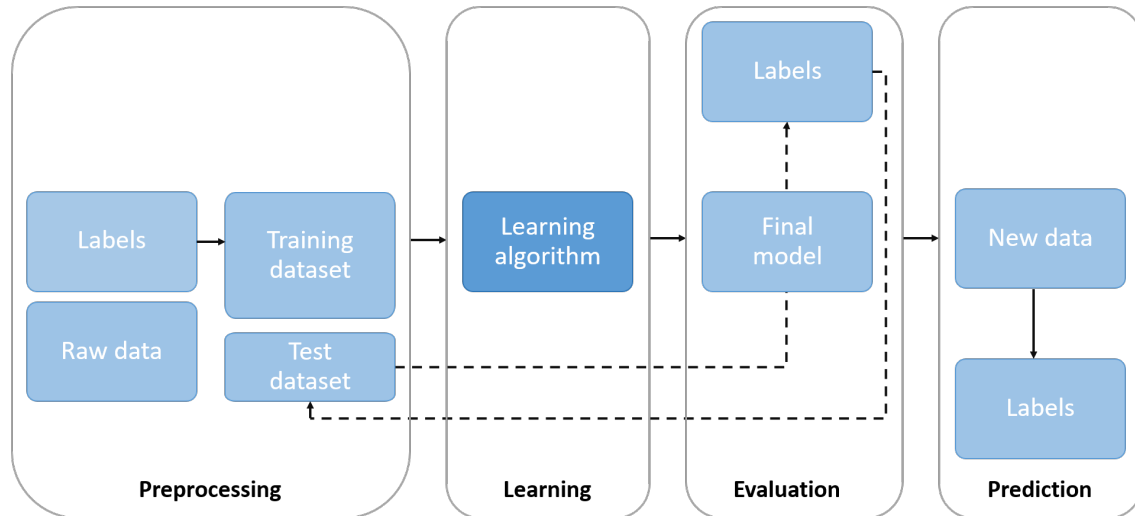 Labels
Training
dataset
Raw data
Test
dataset
Preprocessing
Learning
algorithm
Learning
Labels
Final
model
Evaluation
New data
Labels
Prediction